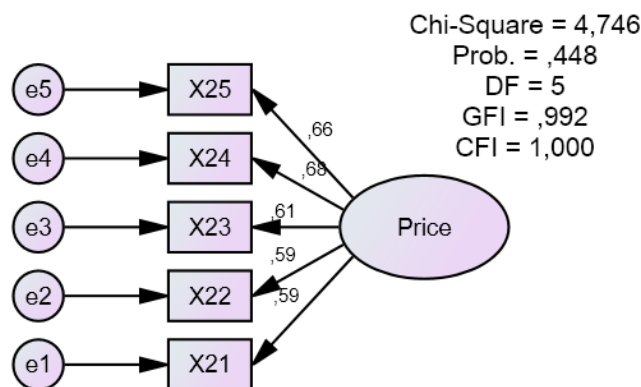 Chi-Square = 4,746
Prob. = ,448
DF = 5
GFI = ,992
CFI = 1,000
e5
X25
,66
e4
X24
,68
e3
X23
,61
Price
e2
X22
,59
e1
X21
,59